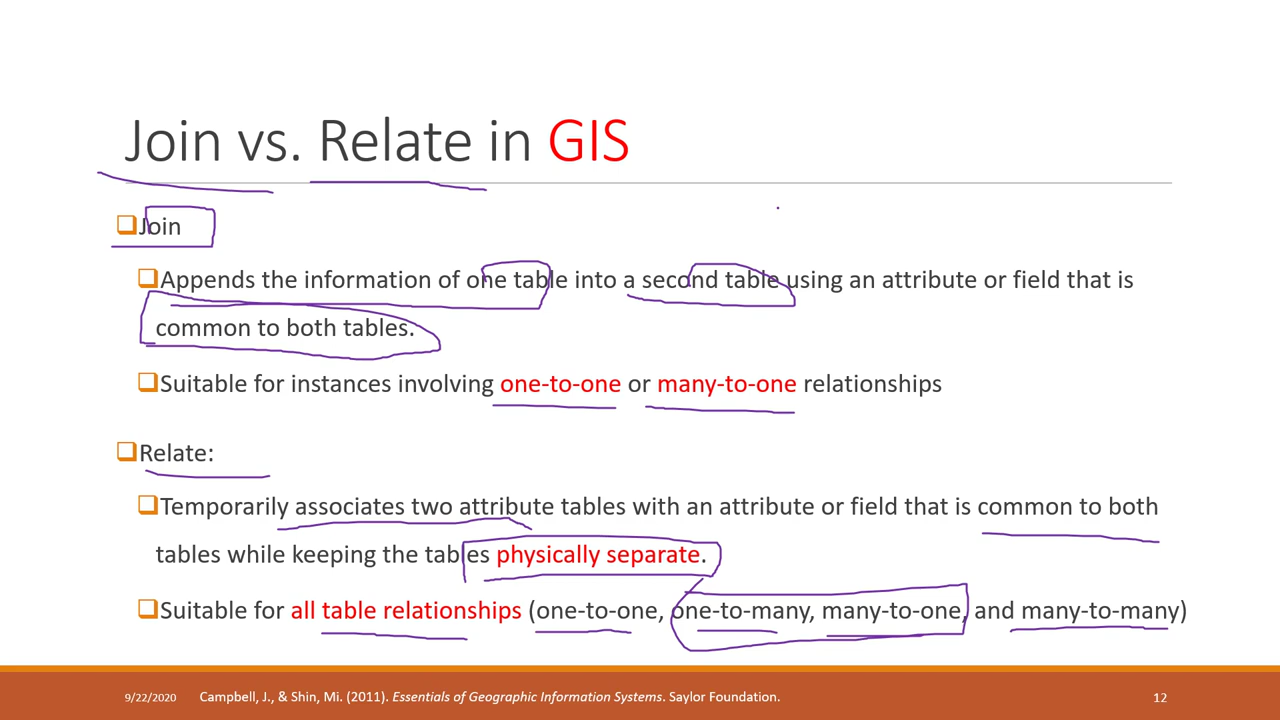 Join vs. Relate in GIS
Join
Appends the information of one table into a second table using an attribute or field that is
common to both tables.
Suitable for instances involving one-to-one or many-to-one relationships
Relate:
Temporarily associates two attribute tables with an attribute or field that is common to both
tables while keeping the tables physically separate.
Suitable for all table relationships (one-to-one, one-to-many, many-to-one, and many-to-many)
9/22/2020 Campbell, J., & Shin, Mi. (2011). Essentials of Geographic Information Systems. Saylor Foundation. 12